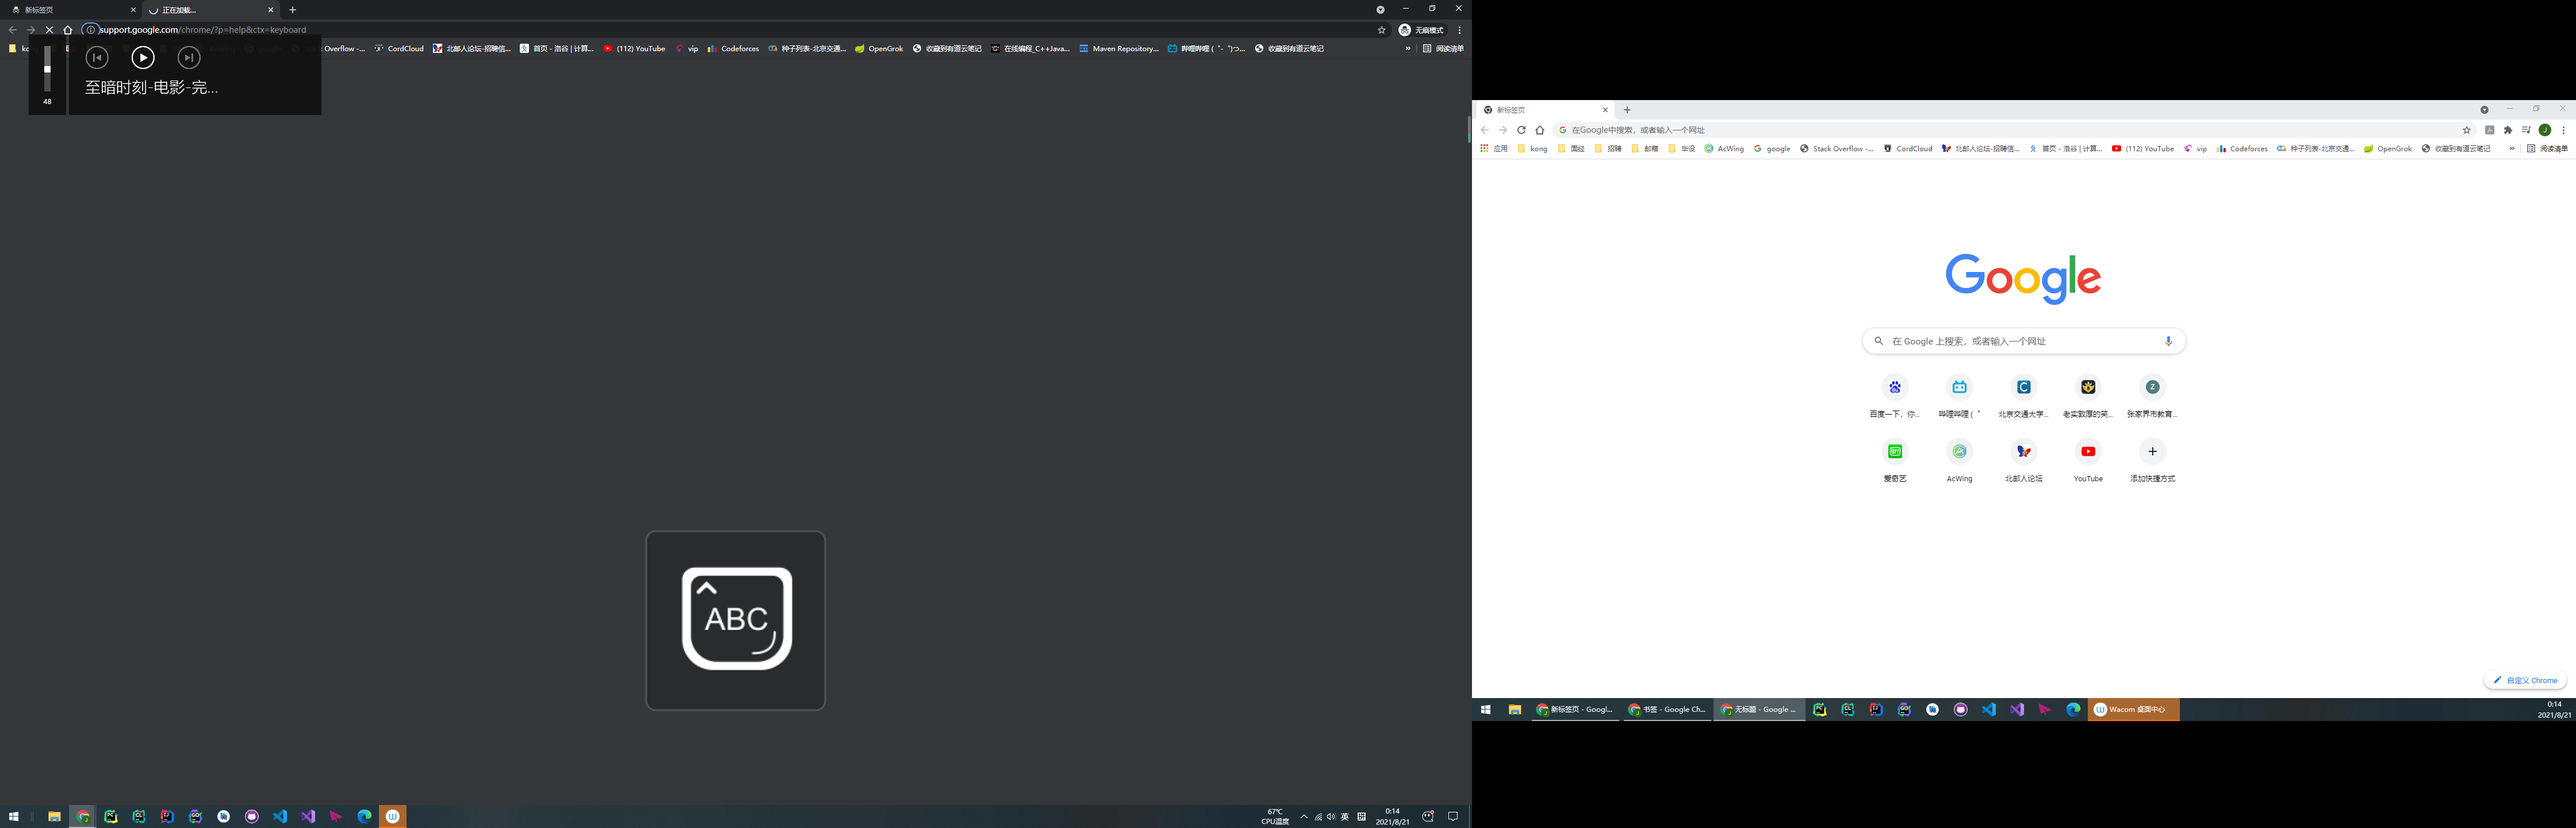 新标签页
正在加载...
support.google.com/chrome/?p=help&ctx=keyboard
无痕模式
Overflow -...
CordCloud
北邮人论坛-招聘信...
首页 - 洛谷 | 计算...
(112) YouTube
vip
Codeforces
种子列表-北京交通...
OpenGrok
收藏到有道云笔记
在线编程_C++Java...
Maven Repository...
哔哩哔哩 ( ゜- ゜)つ...
收藏到有道云笔记
»
阅读清单
至暗时刻-电影-完...
48
ABC
67℃
CPU温度
英
0:14
2021/8/21
新标签页
在Google中搜索，或者输入一个网址
J
应用
kong
面经
招聘
邮箱
毕设
AcWing
google
Stack Overflow -...
CordCloud
北邮人论坛-招聘信...
首页 - 洛谷 | 计算...
(112) YouTube
vip
Codeforces
种子列表-北京交通...
OpenGrok
收藏到有道云笔记
»
阅读清单
Google
在 Google 上搜索，或者输入一个网址
百度一下，你...
哔哩哔哩 ( ゜
北京交通大学...
老实敦厚的笑...
张家界市教育...
爱奇艺
AcWing
北邮人论坛
YouTube
添加快捷方式
自定义 Chrome
新标签页 - Googl...
书签 - Google Ch...
无标题 - Google ...
Wacom 桌面中心
0:14
2021/8/21